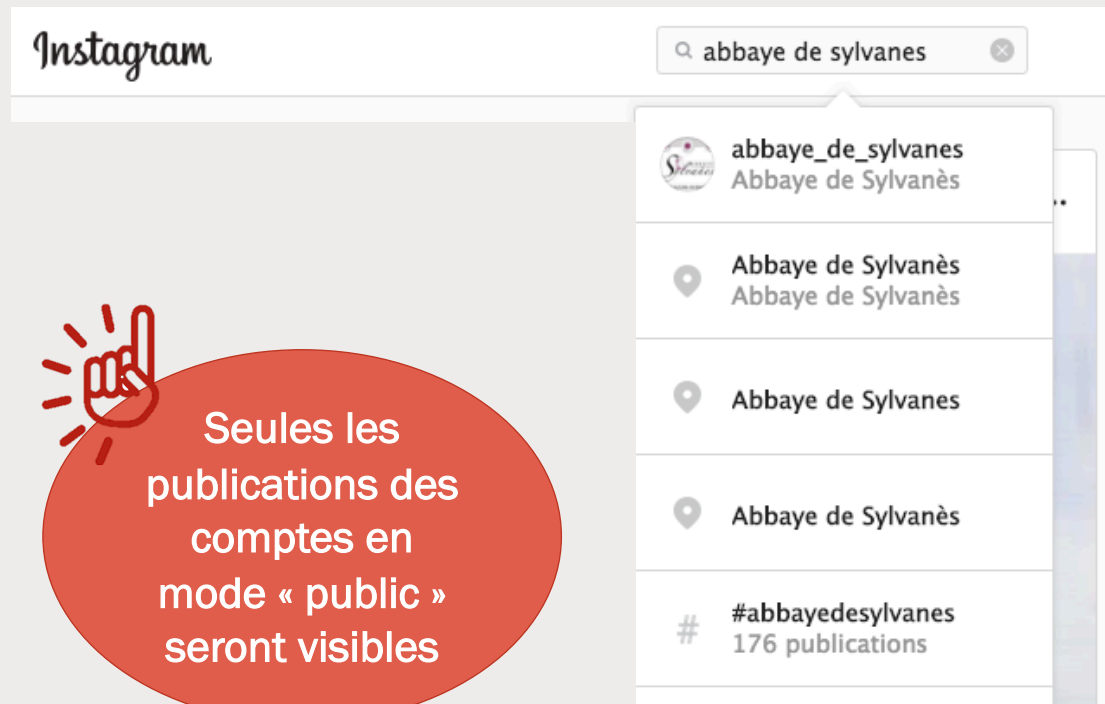 Instagram
abbaye de sylvanes
abbaye_de_sylvanes
Abbaye de Sylvanès
Abbaye de Sylvanès
Abbaye de Sylvanès
Abbaye de Sylvanes
Abbaye de Sylvanès
#abbayedesylvanes
176 publications
Seules les
publications des
comptes en
mode « public »
seront visibles